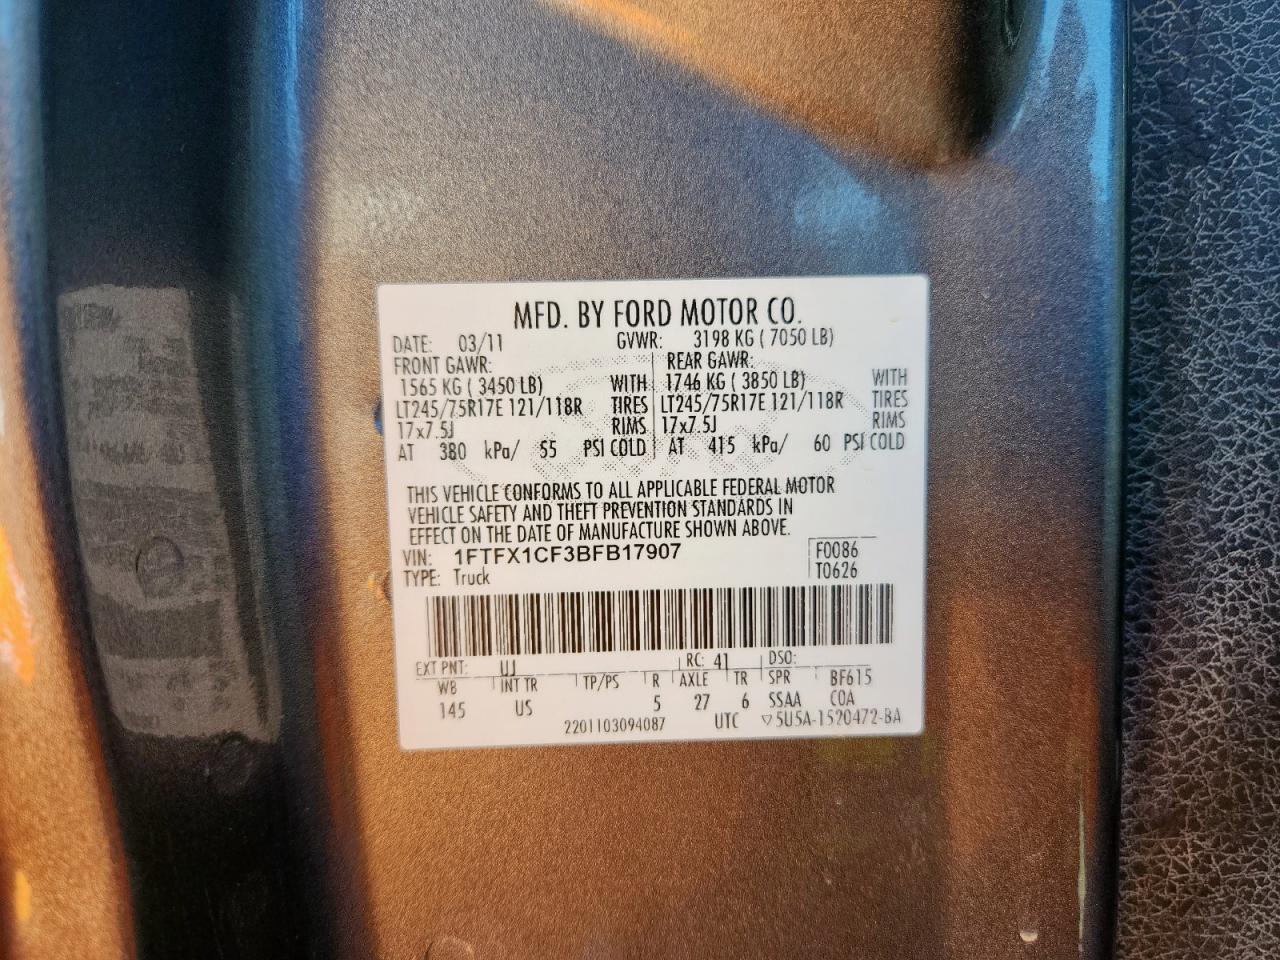 MFD. BY FORD MOTOR CO.
DATE: 03/11 GVWR: 3198 KG ( 7050 LB)
FRONT GAWR: REAR GAWR:
1565 KG ( 3450 LB) WITH 1746 KG ( 3850 LB) WITH
LT245/75R17E 121/118R TIRES LT245/75R17E 121/118R TIRES
17x7.5J RIMS 17x7.5J RIMS
AT 380 kPa/ 55 PSI COLD AT 415 kPa/ 60 PSI COLD
THIS VEHICLE CONFORMS TO ALL APPLICABLE FEDERAL MOTOR
VEHICLE SAFETY AND THEFT PREVENTION STANDARDS IN
EFFECT ON THE DATE OF MANUFACTURE SHOWN ABOVE.
VIN: 1FTFX1CF3BFB17907 F0086
TYPE: Truck T0626
EXT PNT: UJ RC: 41 DSO:
WB INT TR TP/PS R AXLE TR SPR BF615
145 US 5 27 6 SSAA COA
2201103094087 UTC ▽5U5A-1520472-BA